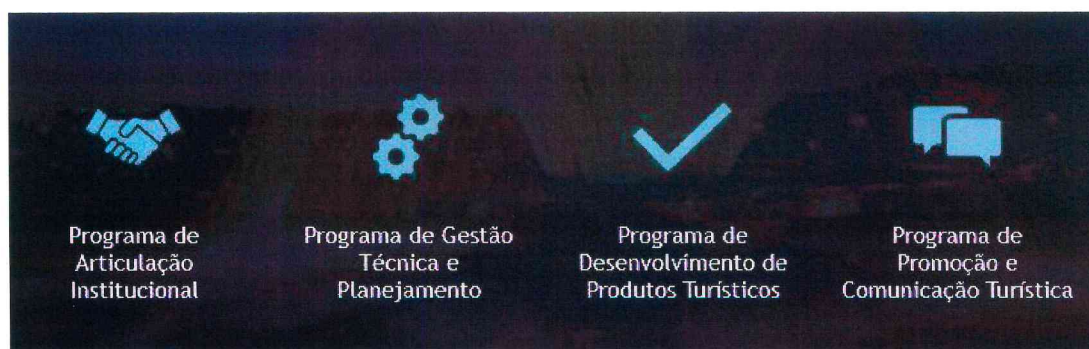 Programa de
Articulação
Institucional
Programa de Gestão
Técnica e
Planejamento
Programa de
Desenvolvimento de
Produtos Turísticos
Programa de
Promoção e
Comunicação Turística